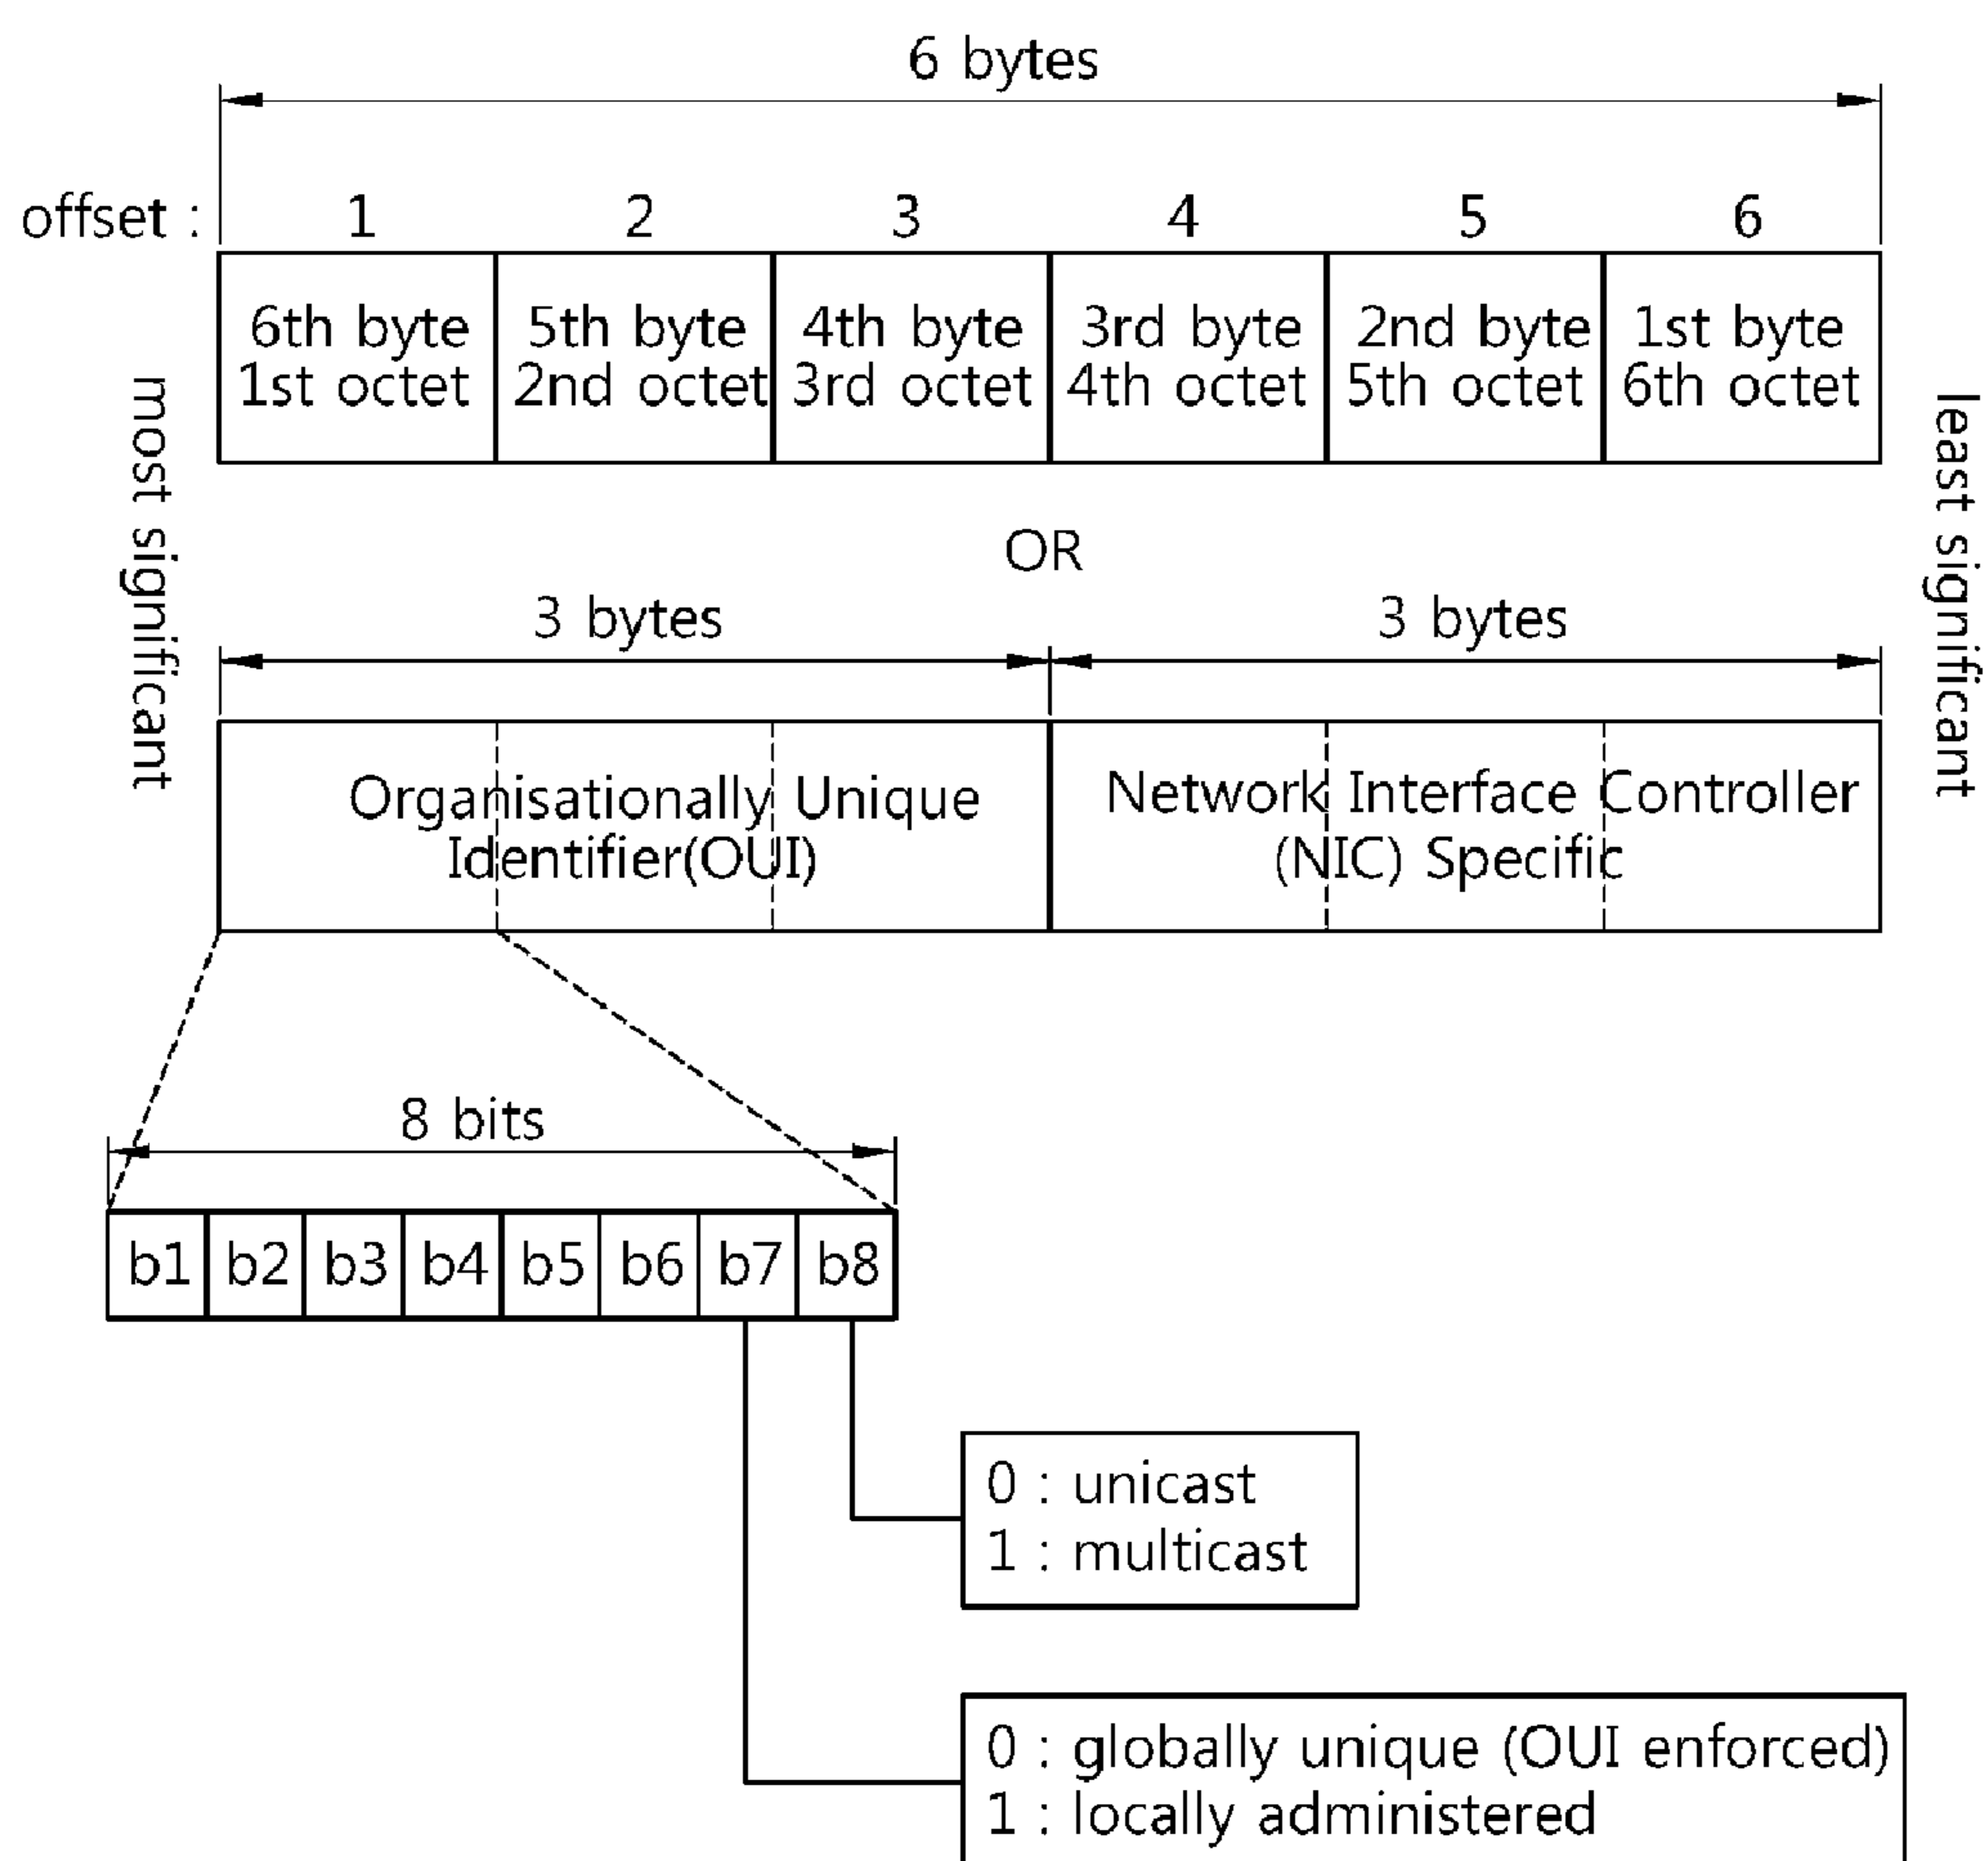 6 bytes
offset : 1 2 3 4 5 6
6th byte 5th byte 4th byte 3rd byte 2nd byte 1st byte
1st octet 2nd octet 3rd octet 4th octet 5th octet 6th octet
most significant
least significant
OR
3 bytes 3 bytes
Organisationally Unique
Identifier(OUI)
Network Interface Controller
(NIC) Specific
8 bits
b1 b2 b3 b4 b5 b6 b7 b8
0 : unicast
1 : multicast
0 : globally unique (OUI enforced)
1 : locally administered